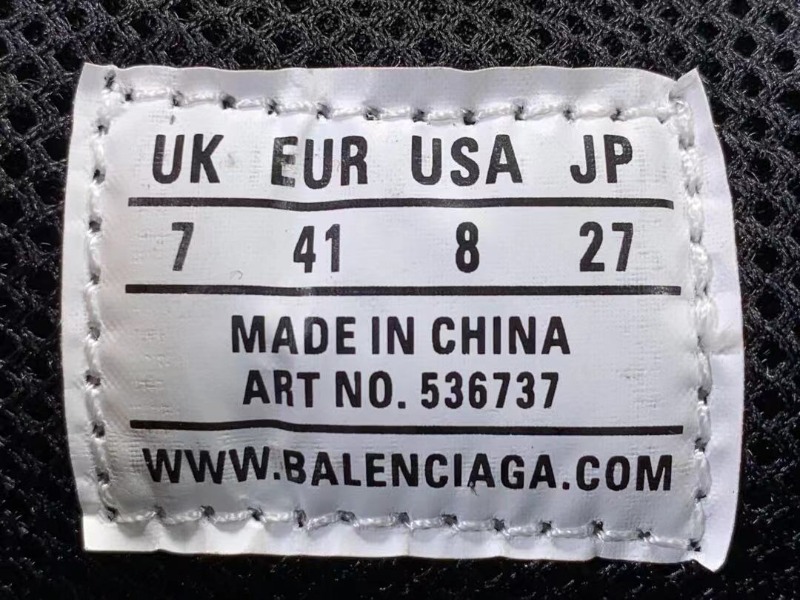 UK EUR USA JP
7 41 8 27
MADE IN CHINA
ART NO. 536737
WWW.BALENCIAGA.COM